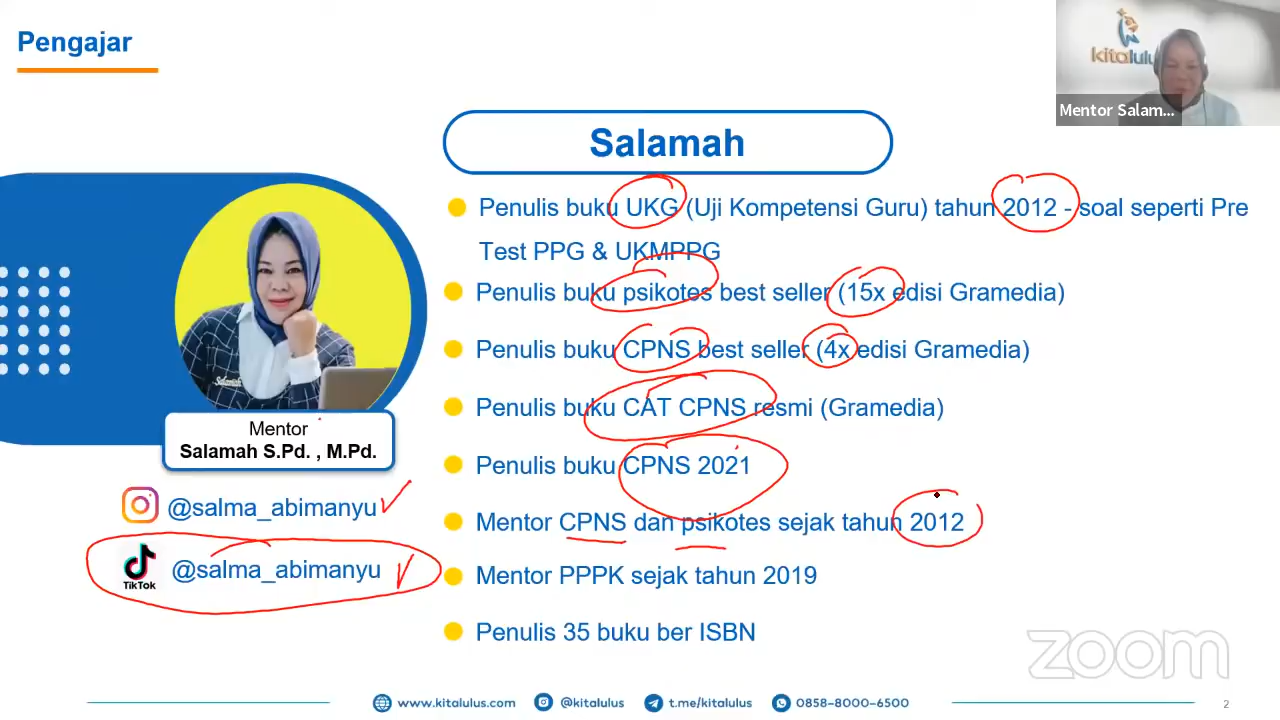 Pengajar
kitalulu
Mentor Salam...
Salamah
Penulis buku UKG (Uji Kompetensi Guru) tahun 2012 - soal seperti Pre
Test PPG & UKMPPG
Penulis buku psikotes best seller (15x edisi Gramedia)
Penulis buku CPNS best seller (4x edisi Gramedia)
Penulis buku CAT CPNS resmi (Gramedia)
Penulis buku CPNS 2021
Mentor CPNS dan psikotes sejak tahun 2012
Mentor PPPK sejak tahun 2019
Penulis 35 buku ber ISBN
Salamah
Mentor
Salamah S.Pd. , M.Pd.
@salma_abimanyu
TikTok
@salma_abimanyu
zoom
www.kitalulus.com
@kitalulus
t.me/kitalulus
0858-8000-6500
2